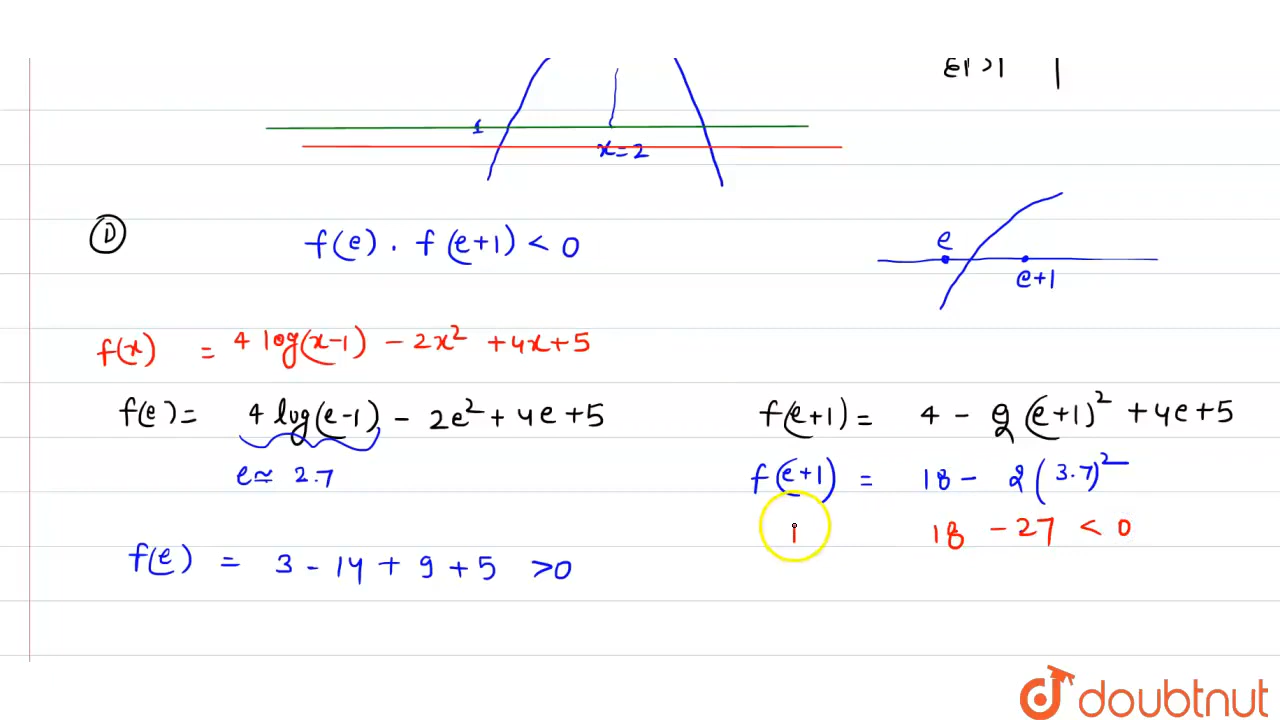 1
x=2
D
f(e) . f(e+1) < 0
e
e+1
f(x) = 4 log(x-1) - 2x² + 4x + 5
f(e) = 4 log(e-1) - 2e² + 4e + 5
f(e+1) = 4 - 2(e+1)² + 4e + 5
e ≈ 2.7
f(e+1) = 18 - 2(3.7)²
18 - 27 < 0
f(e) = 3 - 14 + 9 + 5 > 0
doubtnut